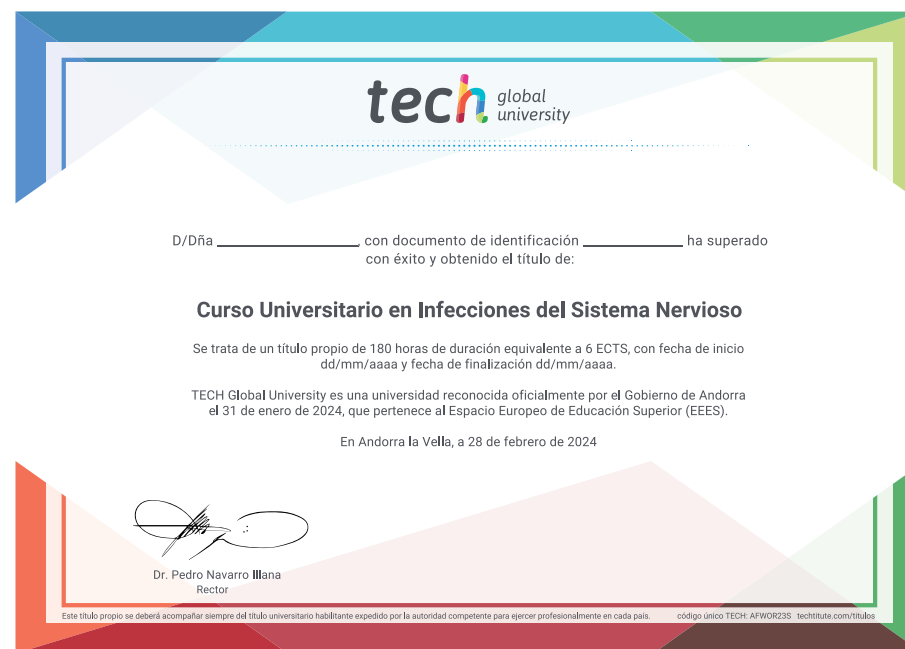 tech global
university
D/Dña ____________________, con documento de identificación ______________ ha superado
con éxito y obtenido el título de:
Curso Universitario en Infecciones del Sistema Nervioso
Se trata de un título propio de 180 horas de duración equivalente a 6 ECTS, con fecha de inicio
dd/mm/aaaa y fecha de finalización dd/mm/aaaa.
TECH Global University es una universidad reconocida oficialmente por el Gobierno de Andorra
el 31 de enero de 2024, que pertenece al Espacio Europeo de Educación Superior (EEES).
En Andorra la Vella, a 28 de febrero de 2024
Dr. Pedro Navarro Illana
Rector
Este título propio se deberá acompañar siempre del título universitario habilitante expedido por la autoridad competente para ejercer profesionalmente en cada país. código único TECH: AFWOR23S techtitute.com/titulos